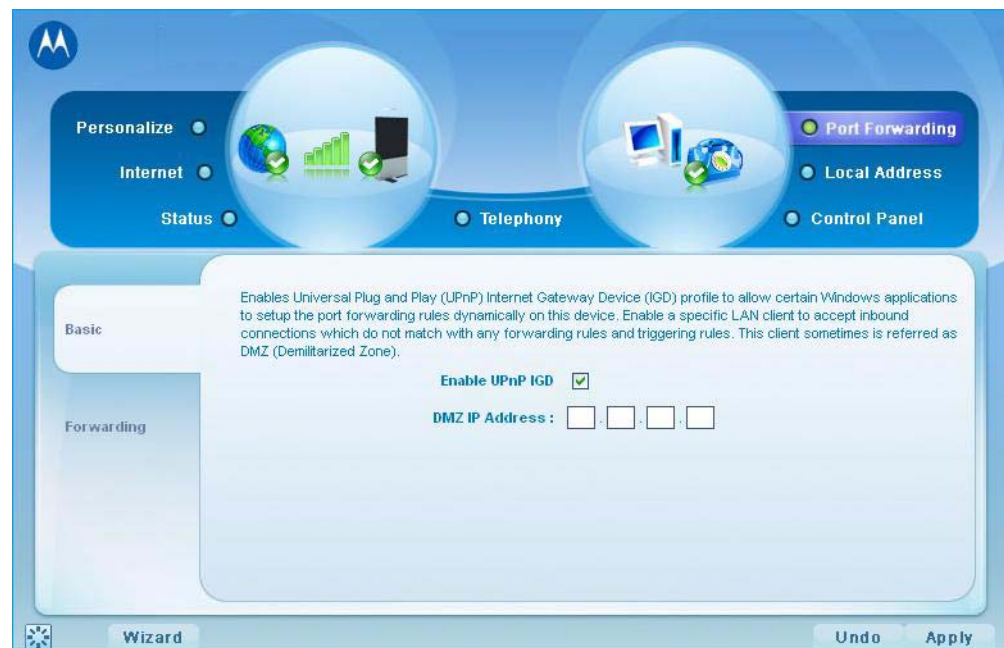 Personalize
Internet
Status
Telephony
Port Forwarding
Local Address
Control Panel
Basic
Forwarding
Enables Universal Plug and Play (UPnP) Internet Gateway Device (IGD) profile to allow certain Windows applications
to setup the port forwarding rules dynamically on this device. Enable a specific LAN client to accept inbound
connections which do not match with any forwarding rules and triggering rules. This client sometimes is referred as
DMZ (Demilitarized Zone).
Enable UPnP IGD
DMZ IP Address : . . .
Wizard
Undo
Apply